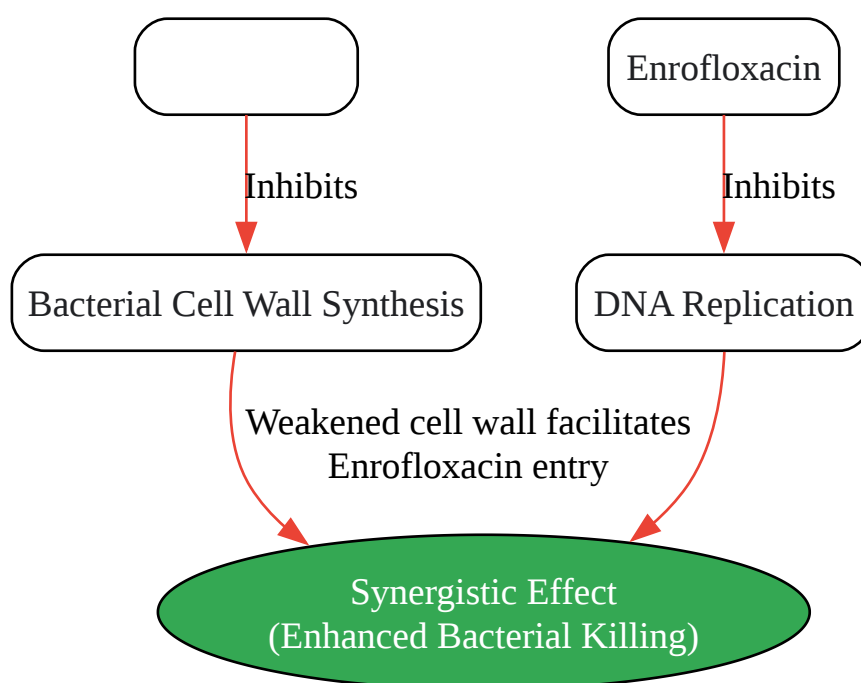 Enrofloxacin
Inhibits
Inhibits
Bacterial Cell Wall Synthesis
DNA Replication
Weakened cell wall facilitates
Enrofloxacin entry
Synergistic Effect
(Enhanced Bacterial Killing)